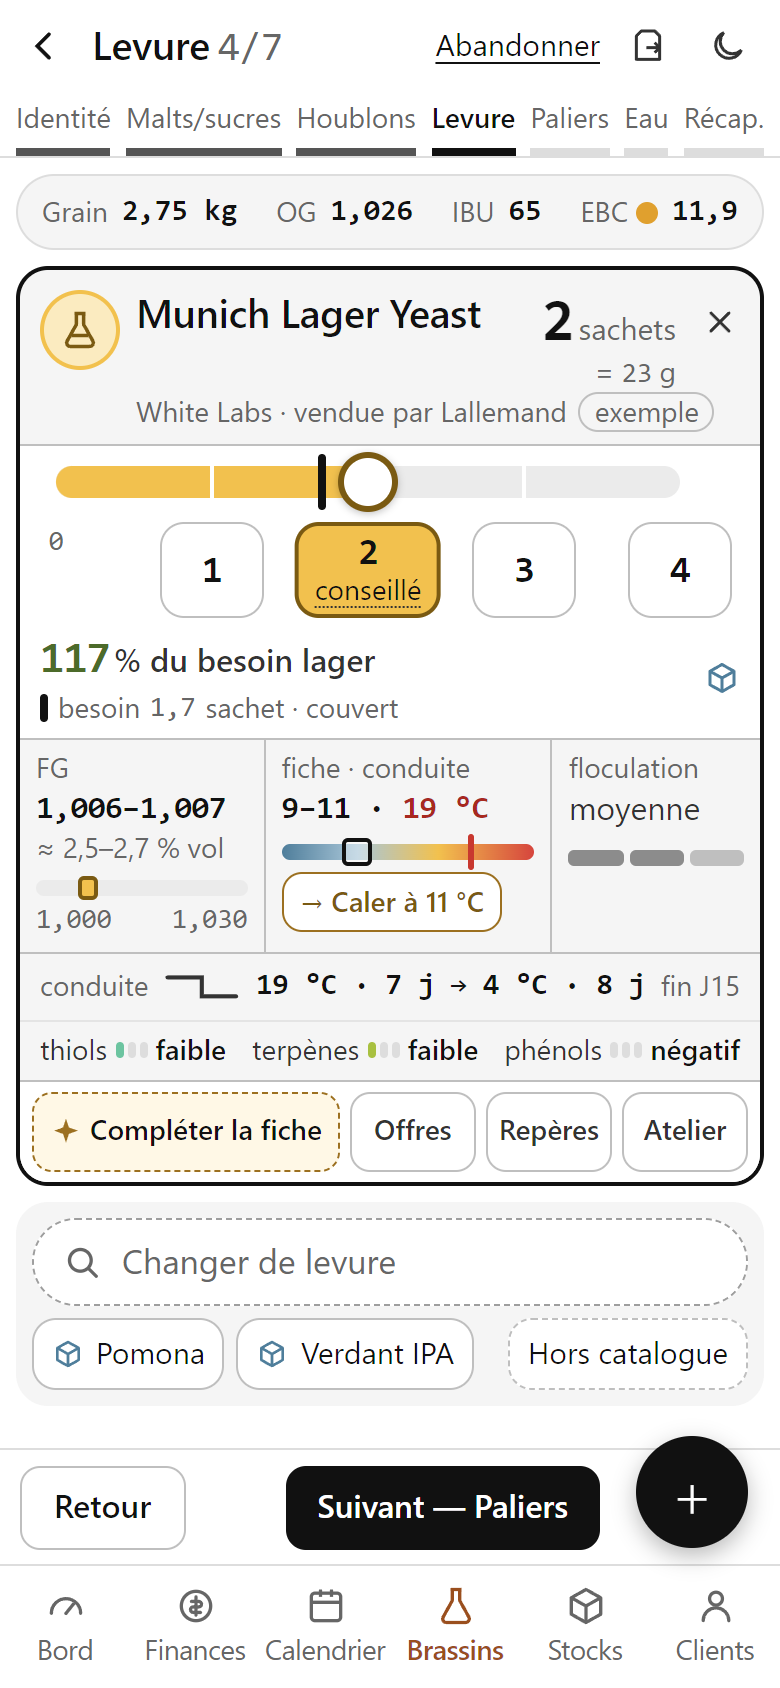 Levure 4/7 Abandonner
Identité Malts/sucres Houblons Levure Paliers Eau Récap.
Grain 2,75 kg OG 1,026 IBU 65 EBC 11,9
Munich Lager Yeast 2 sachets
= 23 g
White Labs · vendue par Lallemand exemple
0 1 2 3 4
conseillé
117 % du besoin lager
besoin 1,7 sachet · couvert
FG fiche · conduite floculation
1,006–1,007 9–11 · 19 °C moyenne
≈ 2,5–2,7 % vol
→ Caler à 11 °C
1,000 1,030
conduite 19 °C · 7 j → 4 °C · 8 j fin J15
thiols faible terpènes faible phénols négatif
Compléter la fiche Offres Repères Atelier
Changer de levure
Pomona Verdant IPA Hors catalogue
Retour Suivant — Paliers +
Bord Finances Calendrier Brassins Stocks Clients